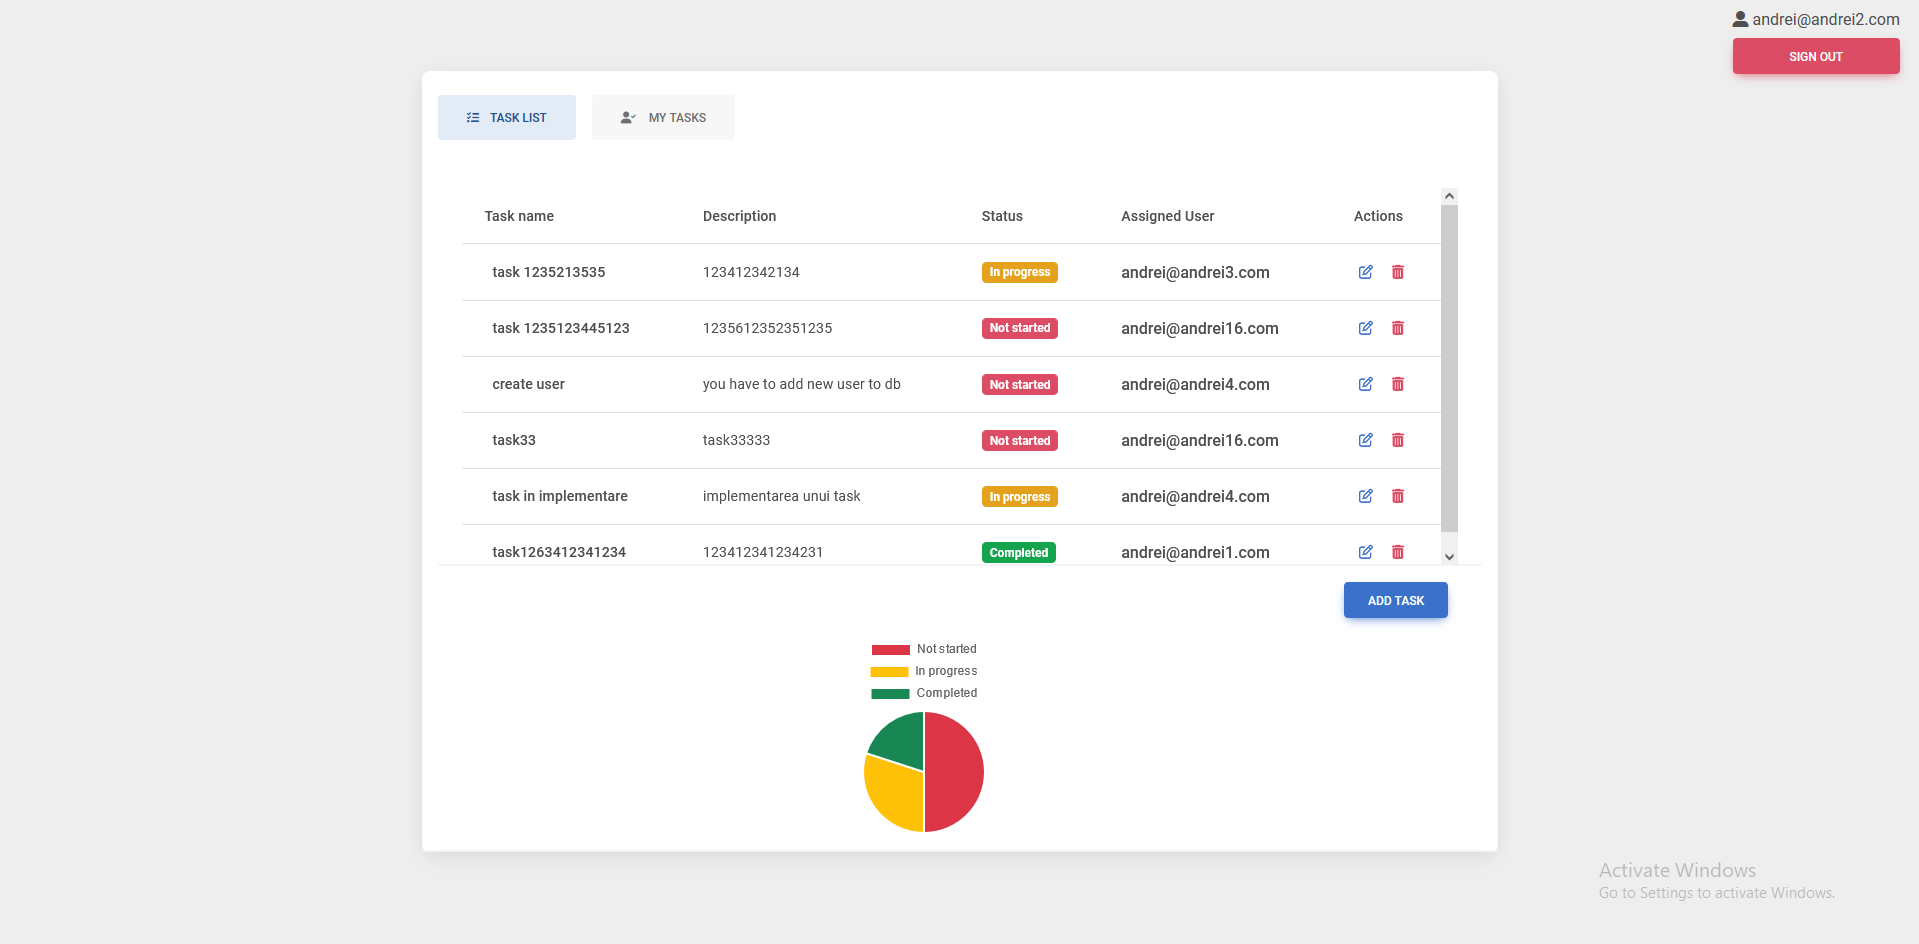 andrei@andrei2.com
SIGN OUT
TASK LIST MY TASKS
Task name Description Status Assigned User Actions
task 1235213535 123412342134 In progress andrei@andrei3.com
task 1235123445123 1235612352351235 Not started andrei@andrei16.com
create user you have to add new user to db Not started andrei@andrei4.com
task33 task33333 Not started andrei@andrei16.com
task in implementare implementarea unui task In progress andrei@andrei4.com
task1263412341234 123412341234231 Completed andrei@andrei1.com
ADD TASK
Not started
In progress
Completed
Activate Windows
Go to Settings to activate Windows.